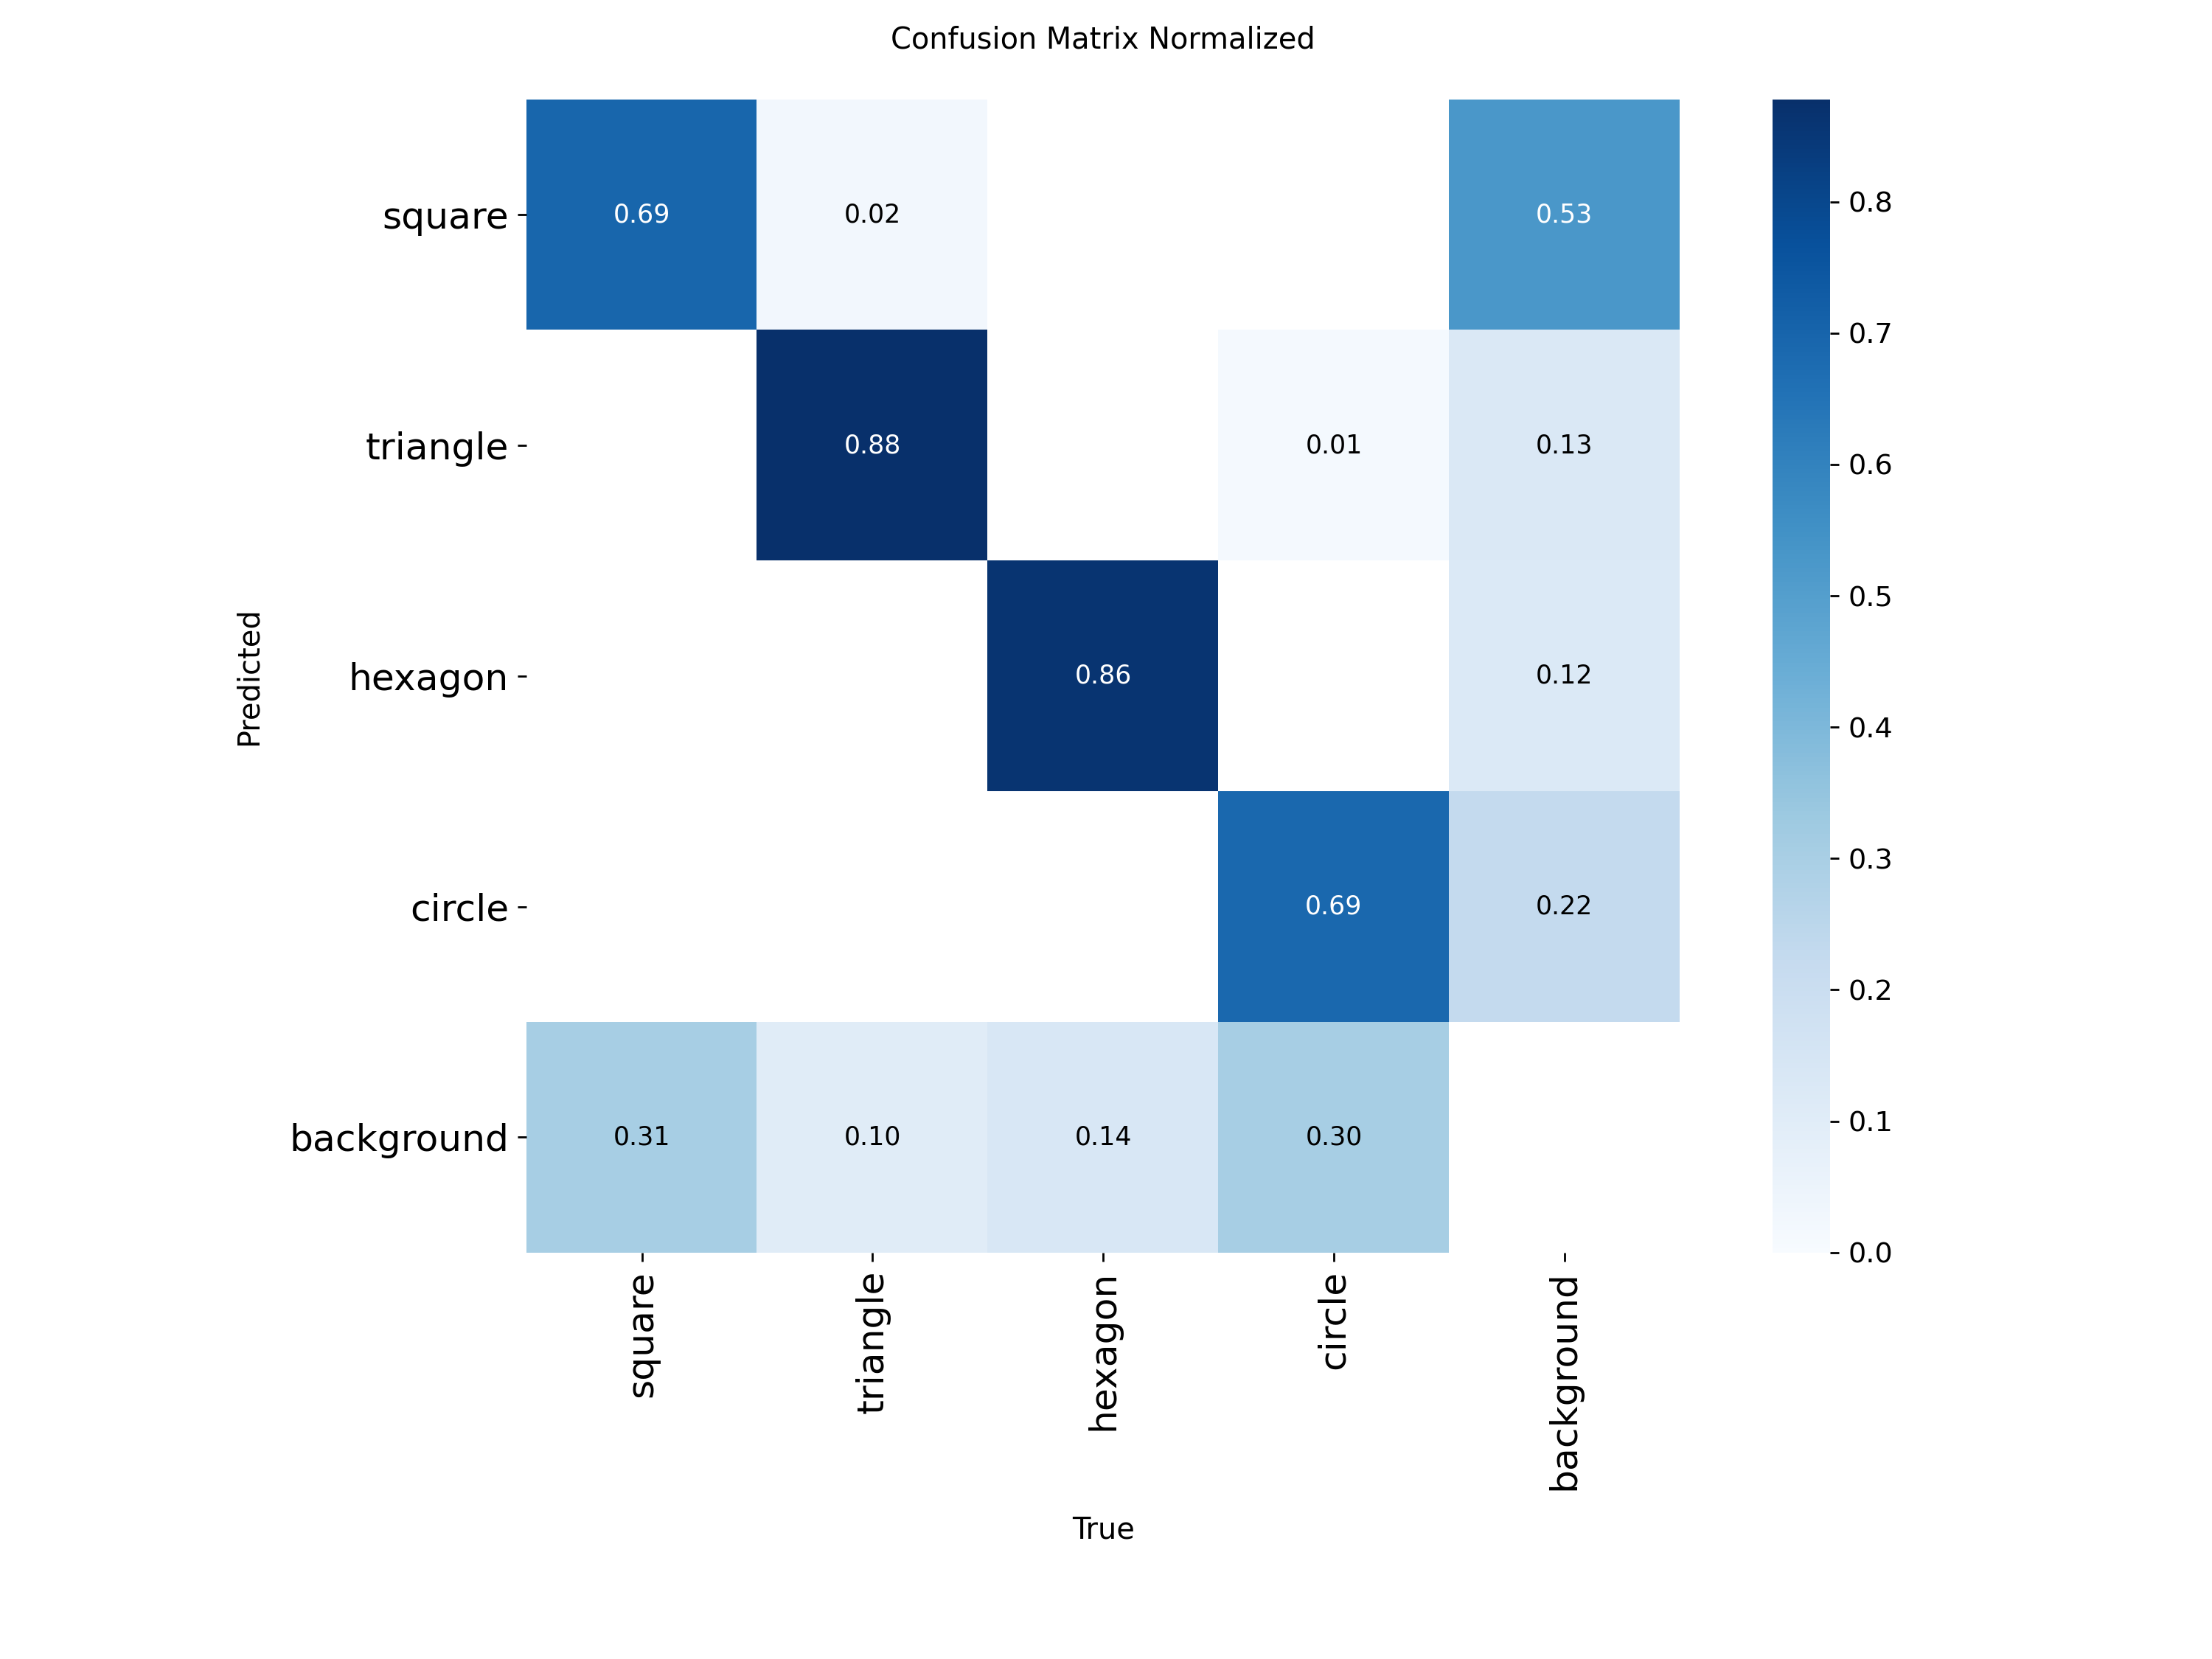 Confusion Matrix Normalized
square
0.69
0.02
0.53
0.8
0.7
triangle
0.88
0.01
0.13
0.6
0.5
Predicted
hexagon
0.86
0.12
0.4
0.3
circle
0.69
0.22
0.2
background
0.31
0.10
0.14
0.30
0.1
0.0
square
triangle
hexagon
circle
background
True